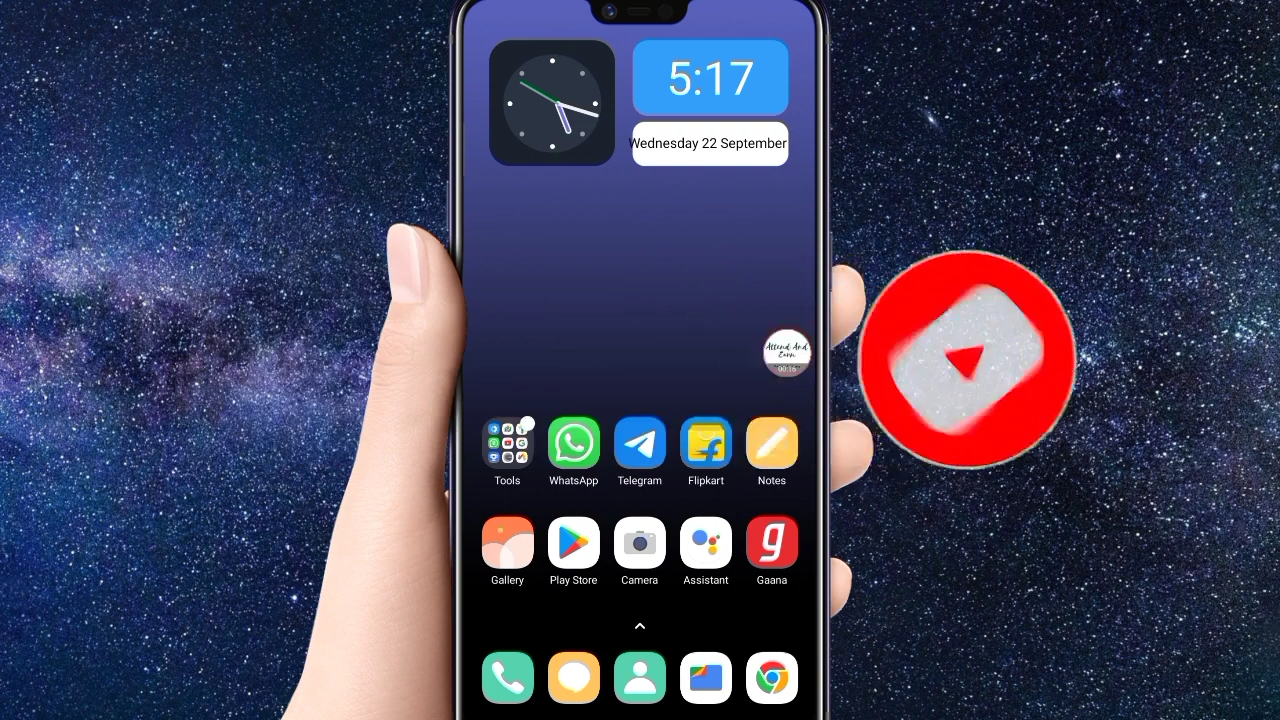 5:17
Wednesday 22 September
Attend And
Earn
00:16
Tools
WhatsApp
Telegram
Flipkart
Notes
Gallery
Play Store
Camera
Assistant
Gaana